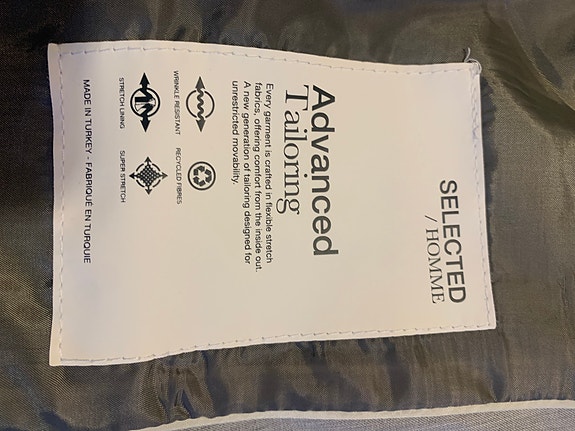 SELECTED
/ HOMME
Advanced
Tailoring
Every garment is crafted in flexible stretch
fabrics, offering comfort from the inside out.
A new generation of tailoring designed for
unrestricted movability.
WRINKLE RESISTANT
RECYCLED FIBRES
STRETCH LINING
SUPER STRETCH
MADE IN TURKEY - FABRIQUÉ EN TURQUIE